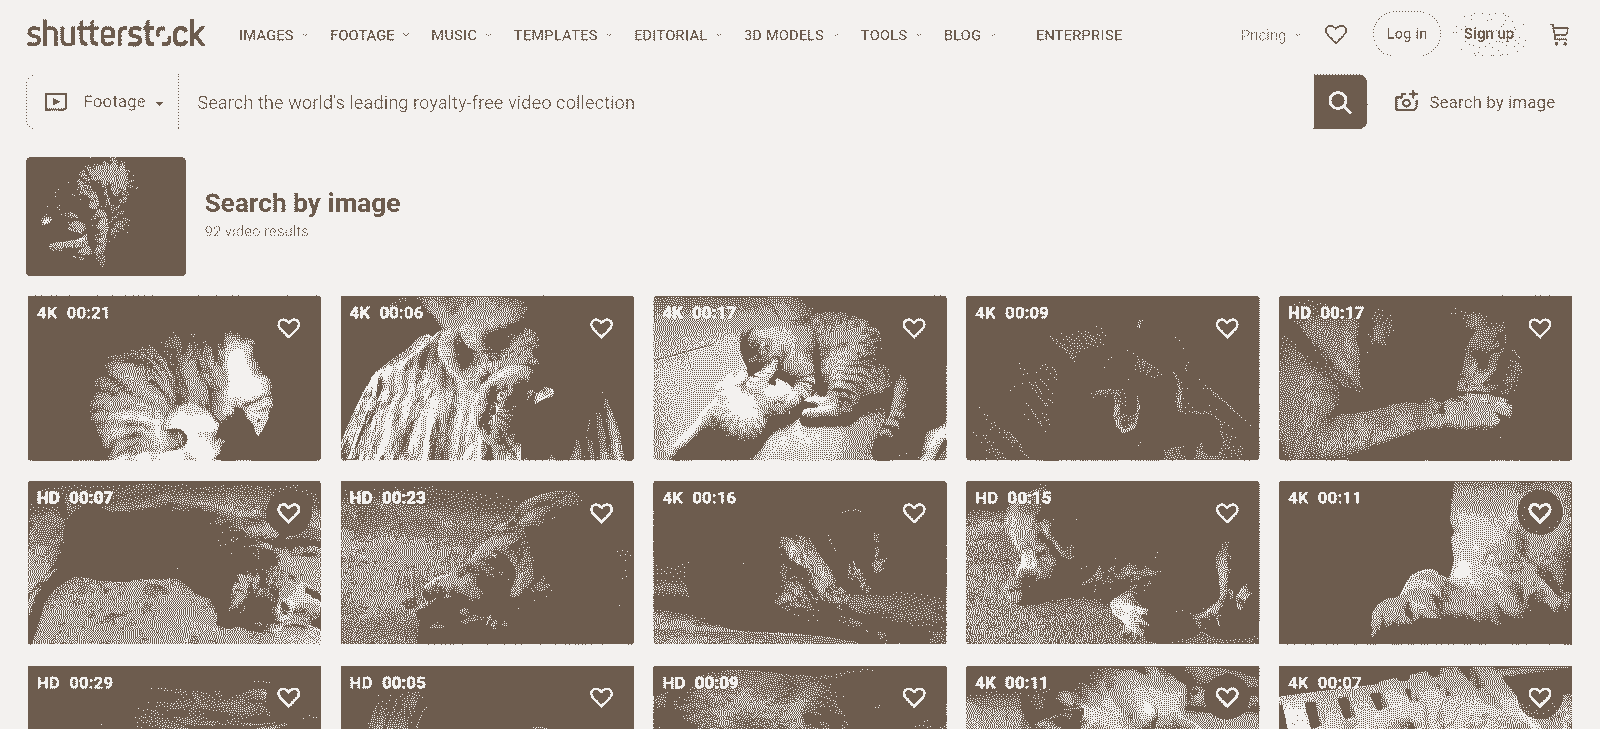 shutterstock
IMAGES FOOTAGE MUSIC TEMPLATES EDITORIAL 3D MODELS TOOLS BLOG ENTERPRISE Pricing Log in Sign up
Footage Search the world's leading royalty-free video collection Search by image
Search by image
92 video results
4K 00:21 4K 00:06 4K 00:17 4K 00:09 HD 00:17
HD 00:07 HD 00:23 4K 00:16 HD 00:15 4K 00:11
HD 00:29 HD 00:05 HD 00:09 4K 00:11 4K 00:07